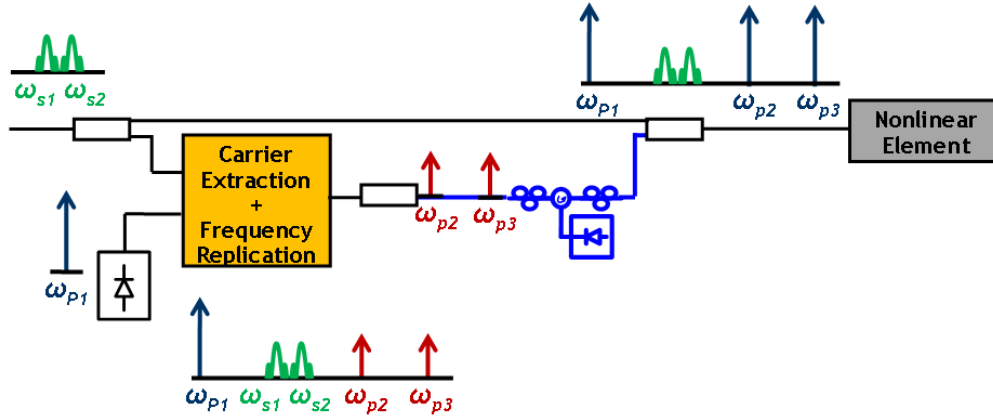 ωs1 ωs2
ωP1 ωp2 ωp3
Nonlinear
Element
Carrier
Extraction
+
Frequency
Replication
ωp2 ωp3
ωP1
ωP1 ωs1 ωs2 ωp2 ωp3